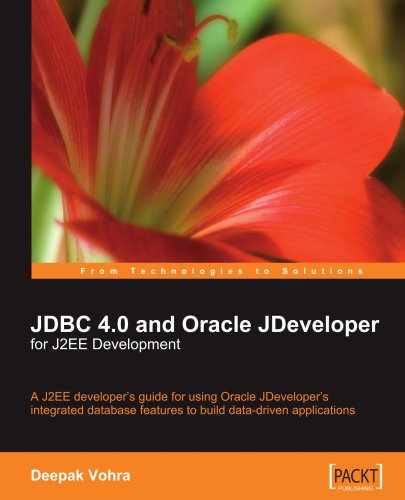 From Technologies to Solutions
JDBC 4.0 and Oracle JDeveloper
for J2EE Development
A J2EE developer's guide for using Oracle JDeveloper's
integrated database features to build data-driven applications
Deepak Vohra
[PACKT]
PUBLISHING